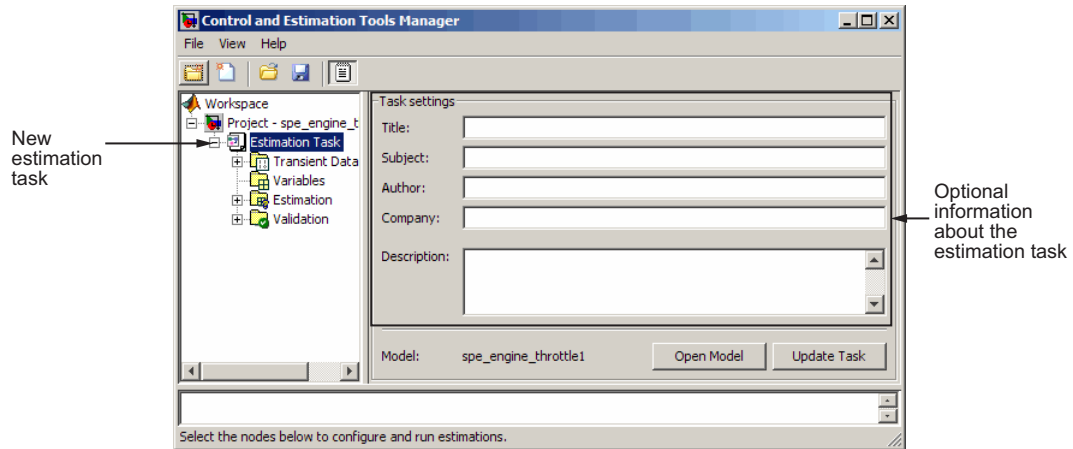 Control and Estimation Tools Manager
File View Help
Workspace
Project - spe_engine_t
Estimation Task
Transient Data
Variables
Estimation
Validation
Task settings
Title:
Subject:
Author:
Company:
Description:
Model: spe_engine_throttle1 Open Model Update Task
Select the nodes below to configure and run estimations.
New
estimation
task
Optional
information
about the
estimation task